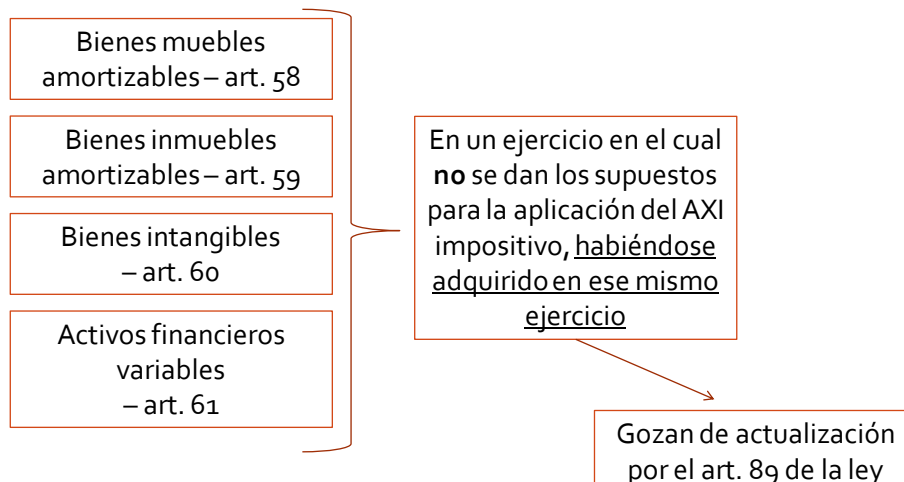 Bienes muebles
amortizables – art. 58
Bienes inmuebles
amortizables – art. 59
Bienes intangibles
– art. 60
Activos financieros
variables
– art. 61
En un ejercicio en el cual
no se dan los supuestos
para la aplicación del AXI
impositivo, habiéndose
adquirido en ese mismo
ejercicio
Gozan de actualización
por el art. 89 de la ley